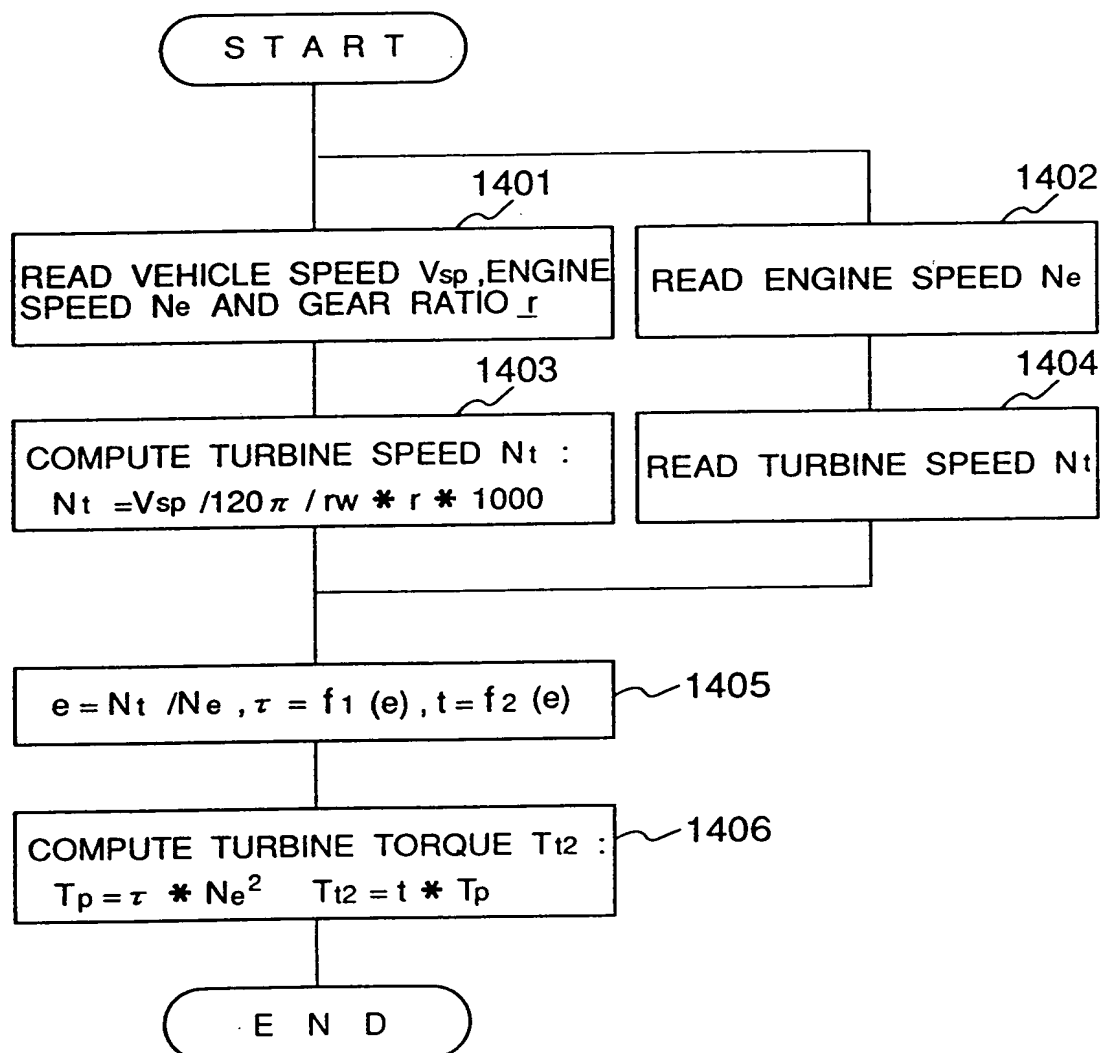 START
1401
1402
READ VEHICLE SPEED Vsp, ENGINE
SPEED Ne AND GEAR RATIO r
READ ENGINE SPEED Ne
1403
1404
COMPUTE TURBINE SPEED Nt :
Nt =Vsp /120π / rw * r * 1000
READ TURBINE SPEED Nt
e = Nt /Ne , τ = f1 (e) , t = f2 (e)
1405
COMPUTE TURBINE TORQUE Tt2 :
Tp = τ * Ne² Tt2 = t * Tp
1406
END